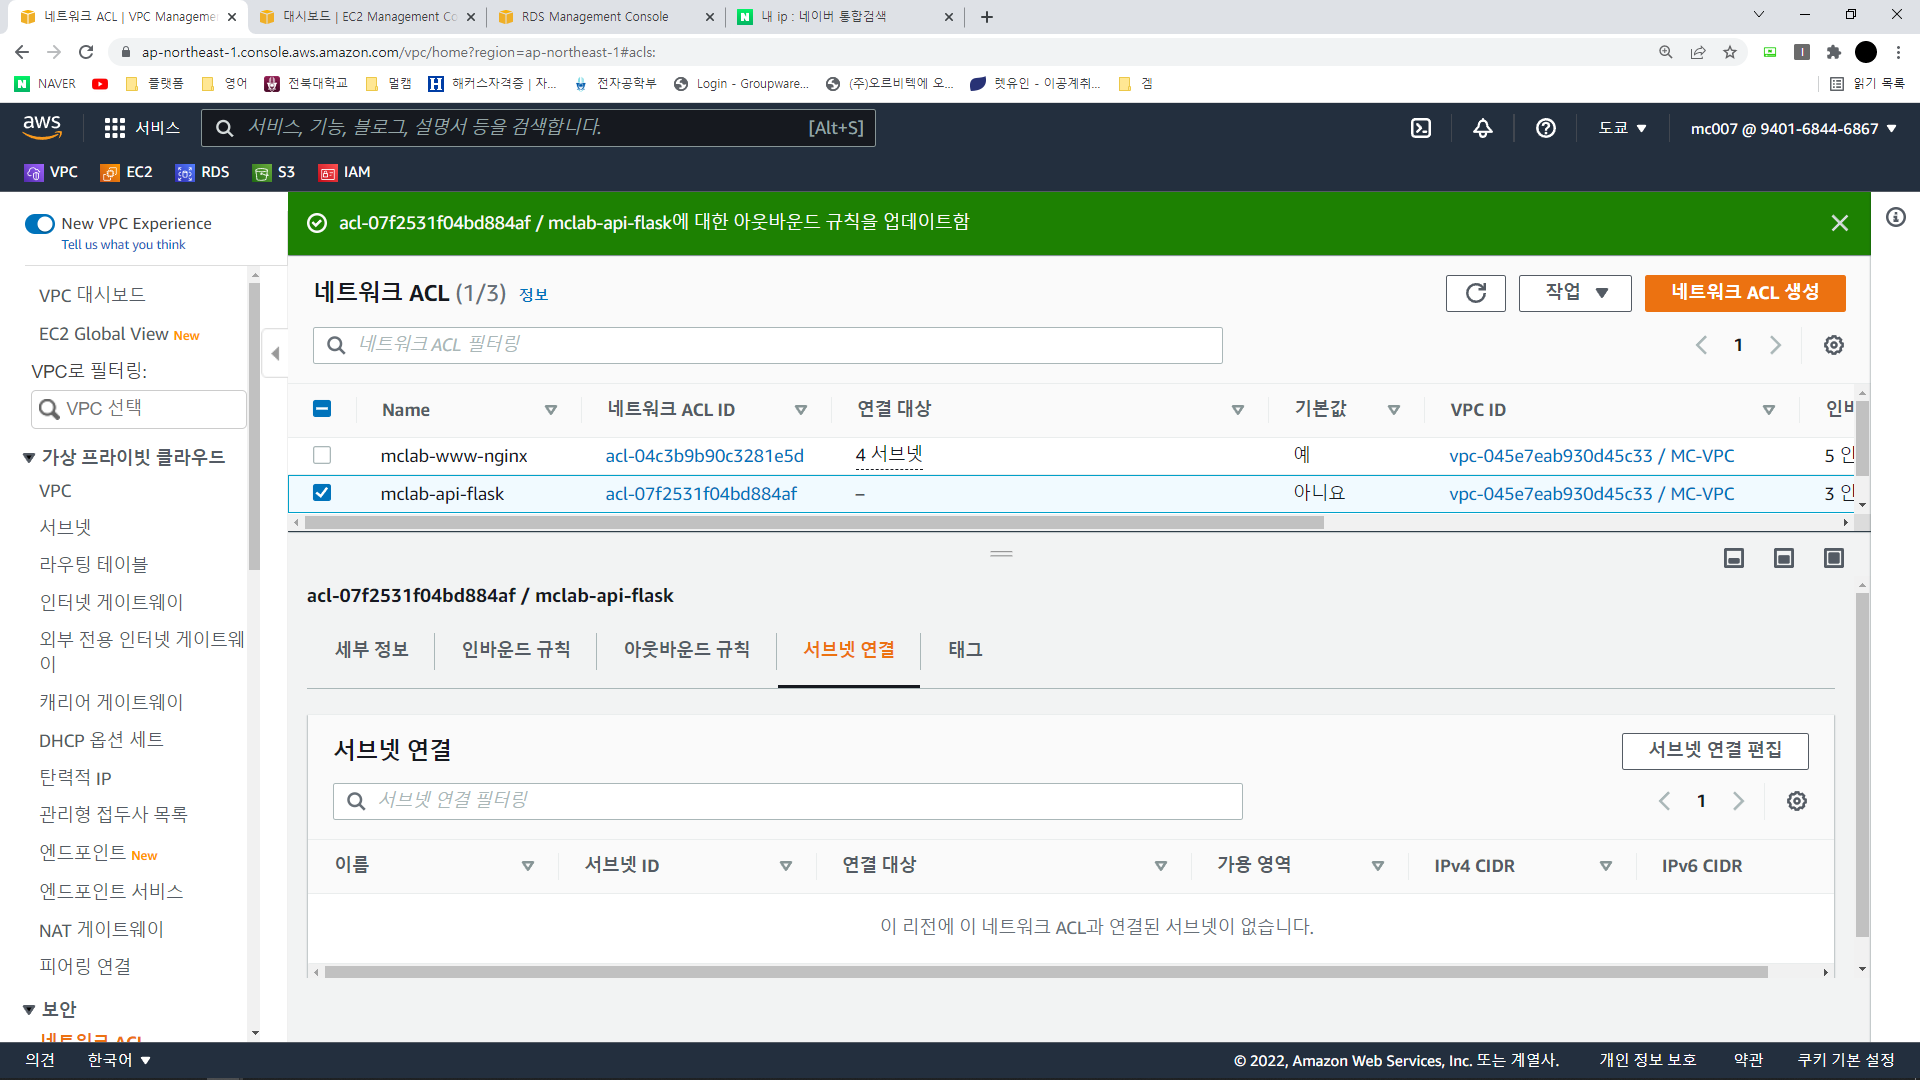 네트워크 ACL | VPC Manageme
대시보드 | EC2 Management Co
RDS Management Console
내 ip : 네이버 통합검색
ap-northeast-1.console.aws.amazon.com/vpc/home?region=ap-northeast-1#acls:
NAVER
플랫폼
영어
전북대학교
멀캠
해커스자격증 | 자...
전자공학부
Login - Groupware...
(주)오르비텍에 오...
렛유인 - 이공계취...
겜
읽기 목록
aws
서비스
서비스, 기능, 블로그, 설명서 등을 검색합니다.
[Alt+S]
도쿄
mc007 @ 9401-6844-6867
VPC
EC2
RDS
S3
IAM
New VPC Experience
Tell us what you think
VPC 대시보드
EC2 Global View New
VPC로 필터링:
VPC 선택
가상 프라이빗 클라우드
VPC
서브넷
라우팅 테이블
인터넷 게이트웨이
외부 전용 인터넷 게이트웨
이
캐리어 게이트웨이
DHCP 옵션 세트
탄력적 IP
관리형 접두사 목록
엔드포인트 New
엔드포인트 서비스
NAT 게이트웨이
피어링 연결
보안
네트워크 ACL
acl-07f2531f04bd884af / mclab-api-flask에 대한 아웃바운드 규칙을 업데이트함
네트워크 ACL (1/3) 정보
작업
네트워크 ACL 생성
네트워크 ACL 필터링
1
Name
네트워크 ACL ID
연결 대상
기본값
VPC ID
인바
mclab-www-nginx
acl-04c3b9b90c3281e5d
4 서브넷
예
vpc-045e7eab930d45c33 / MC-VPC
5 인
mclab-api-flask
acl-07f2531f04bd884af
–
아니요
vpc-045e7eab930d45c33 / MC-VPC
3 인
acl-07f2531f04bd884af / mclab-api-flask
세부 정보
인바운드 규칙
아웃바운드 규칙
서브넷 연결
태그
서브넷 연결
서브넷 연결 편집
서브넷 연결 필터링
1
이름
서브넷 ID
연결 대상
가용 영역
IPv4 CIDR
IPv6 CIDR
이 리전에 이 네트워크 ACL과 연결된 서브넷이 없습니다.
의견
한국어
© 2022, Amazon Web Services, Inc. 또는 계열사.
개인 정보 보호
약관
쿠키 기본 설정